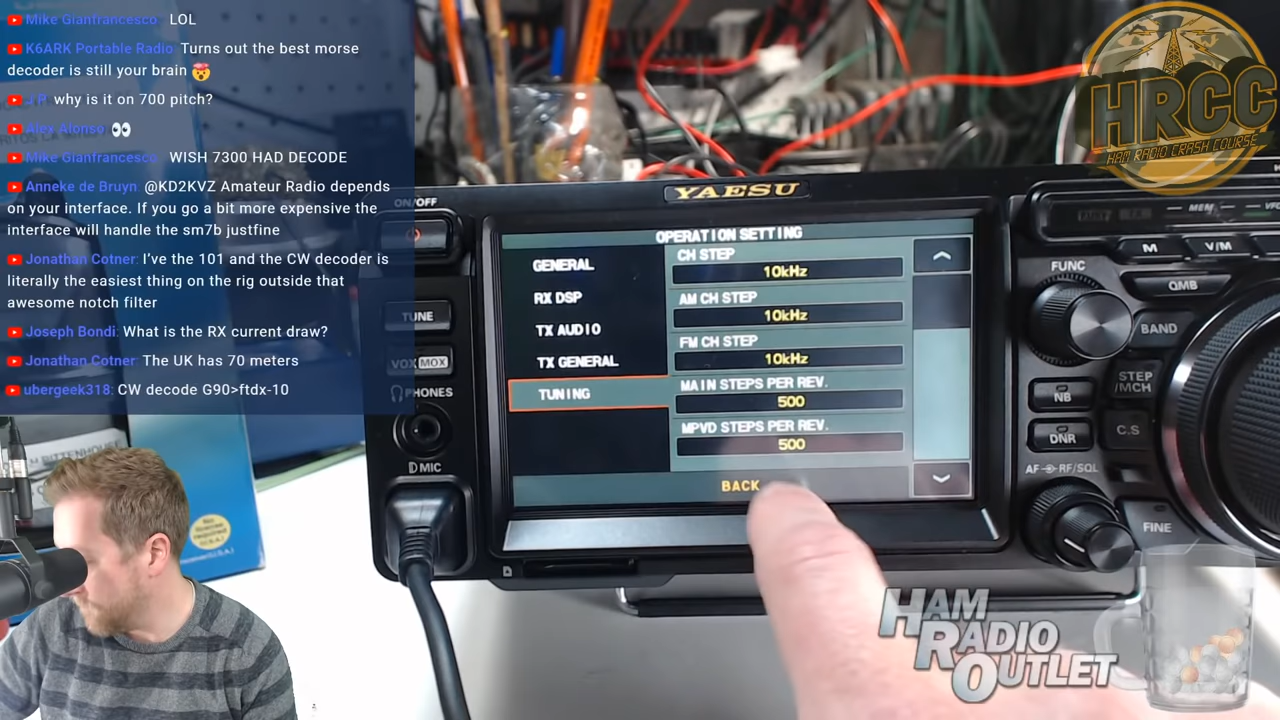 Mike Gianfrancesco: LOL
K6ARK Portable Radio: Turns out the best morse
decoder is still your brain 🤯
J P: why is it on 700 pitch?
Alex Alonso: 👀
Mike Gianfrancesco: WISH 7300 HAD DECODE
Anneke de Bruyn: @KD2KVZ Amateur Radio depends
on your interface. If you go a bit more expensive the
interface will handle the sm7b justfine
Jonathan Cotner: I've the 101 and the CW decoder is
literally the easiest thing on the rig outside that
awesome notch filter
Joseph Bondi: What is the RX current draw?
Jonathan Cotner: The UK has 70 meters
ubergeek318: CW decode G90>ftdx-10
HRCC
HAM RADIO CRASH COURSE
YAESU
ON/OFF
TUNE
VOX MOX
PHONES
MIC
OPERATION SETTING
GENERAL
RX DSP
TX AUDIO
TX GENERAL
TUNING
CH STEP
10kHz
AM CH STEP
10kHz
FM CH STEP
10kHz
MAIN STEPS PER REV.
500
MPVD STEPS PER REV.
500
BACK
MEM
M
V/M
FUNC
QMB
BAND
STEP
/MCH
NB
DNR
C.S
AF RF/SQL
FINE
HAM
RADIO
OUTLET